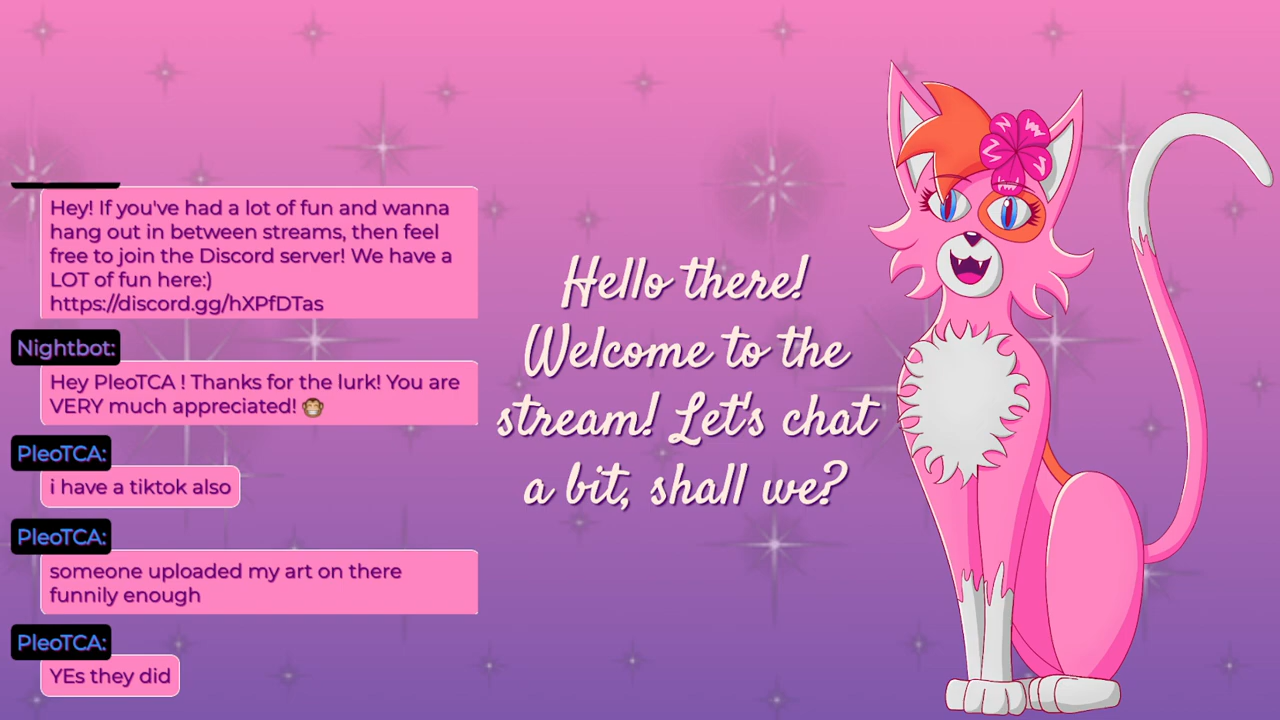 Hey! If you've had a lot of fun and wanna
hang out in between streams, then feel
free to join the Discord server! We have a
LOT of fun here:)
https://discord.gg/hXPfDTas
Nightbot:
Hey PleoTCA ! Thanks for the lurk! You are
VERY much appreciated! 🐵
PleoTCA:
i have a tiktok also
PleoTCA:
someone uploaded my art on there
funnily enough
PleoTCA:
YEs they did
Hello there!
Welcome to the
stream! Let's chat
a bit, shall we?